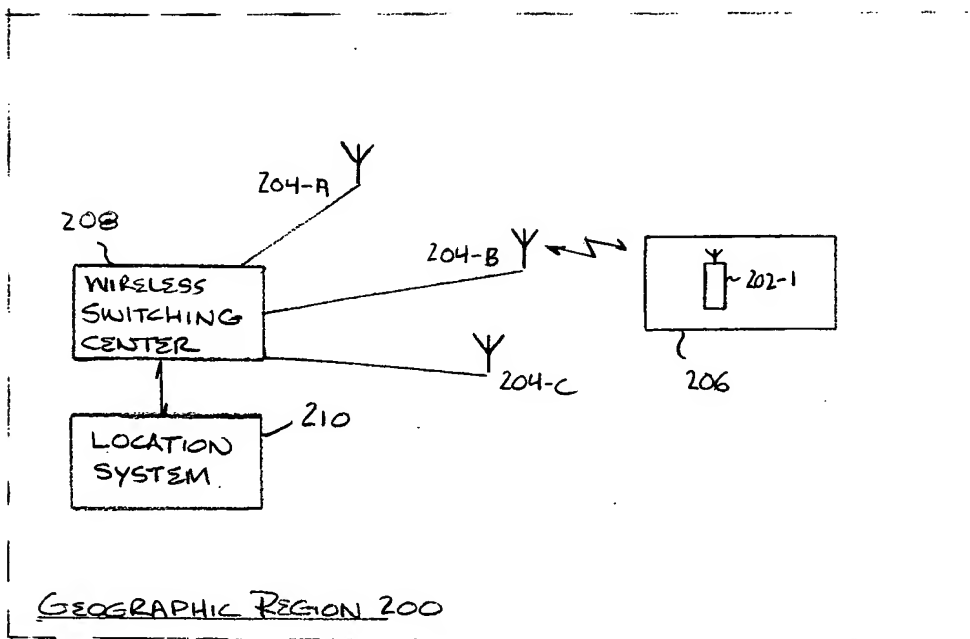 204-A
208
204-B
202-1
WIRELESS
SWITCHING
CENTER
204-C
206
210
LOCATION
SYSTEM
GEOGRAPHIC REGION 200